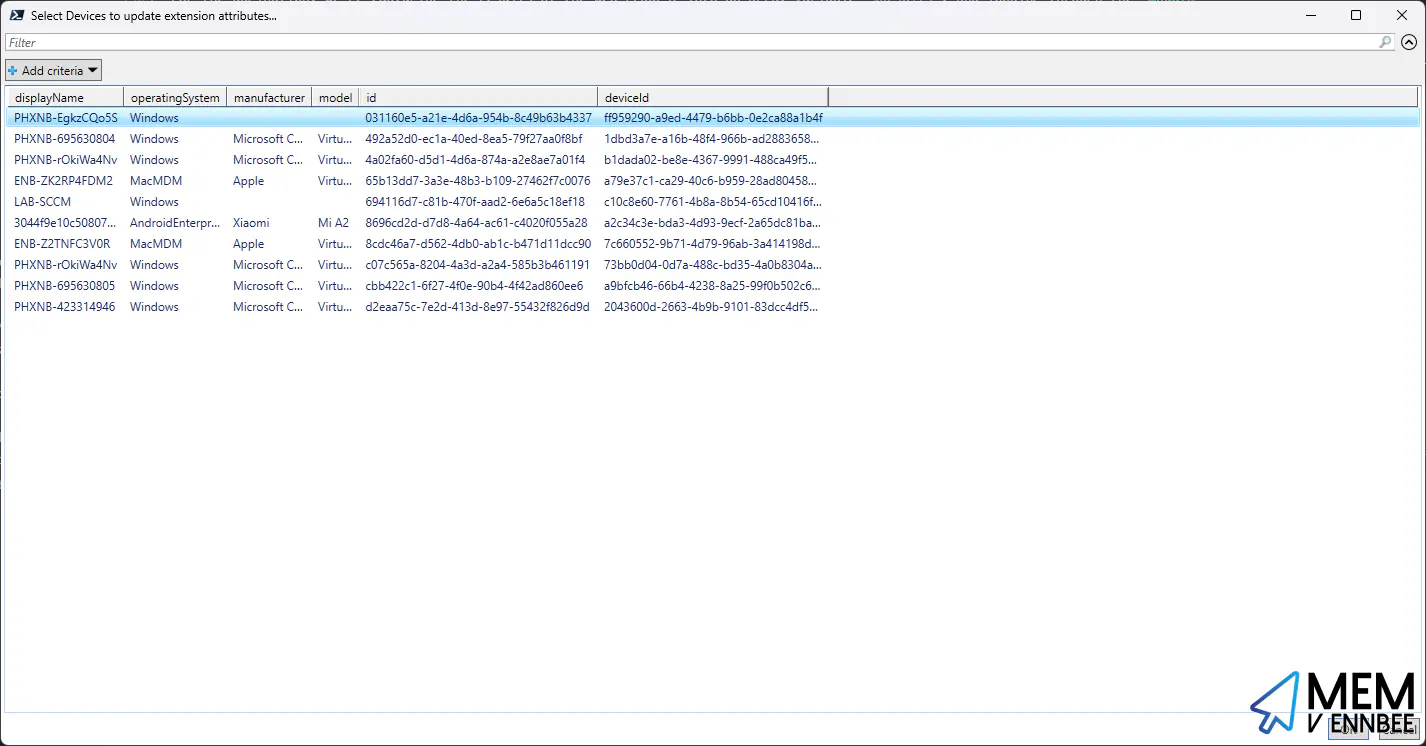 Select Devices to update extension attributes...
Filter
Add criteria
displayName operatingSystem manufacturer model id deviceId
PHXNB-EgkzCQo5S Windows 031160e5-a21e-4d6a-954b-8c49b63b4337 ff959290-a9ed-4479-b6bb-0e2ca88a1b4f
PHXNB-695630804 Windows Microsoft C... Virtu... 492a52d0-ec1a-40ed-8ea5-79f27aa0f8bf 1dbd3a7e-a16b-48f4-966b-ad2883658...
PHXNB-rOkiWa4Nv Windows Microsoft C... Virtu... 4a02fa60-d5d1-4d6a-874a-a2e8ae7a01f4 b1dada02-be8e-4367-9991-488ca49f5...
ENB-ZK2RP4FDM2 MacMDM Apple Virtu... 65b13dd7-3a3e-48b3-b109-27462f7c0076 a79e37c1-ca29-40c6-b959-28ad80458...
LAB-SCCM Windows 694116d7-c81b-470f-aad2-6e6a5c18ef18 c10c8e60-7761-4b8a-8b54-65cd10416f...
3044f9e10c50807... AndroidEnterpr... Xiaomi Mi A2 8696cd2d-d7d8-4a64-ac61-c4020f055a28 a2c34c3e-bda3-4d93-9ecf-2a65dc81ba...
ENB-Z2TNFC3V0R MacMDM Apple Virtu... 8cdc46a7-d562-4db0-ab1c-b471d11dcc90 7c660552-9b71-4d79-96ab-3a414198d...
PHXNB-rOkiWa4Nv Windows Microsoft C... Virtu... c07c565a-8204-4a3d-a2a4-585b3b461191 73bb0d04-0d7a-488c-bd35-4a0b8304a...
PHXNB-695630805 Windows Microsoft C... Virtu... cbb422c1-6f27-4f0e-90b4-4f42ad860ee6 a9bfcb46-66b4-4238-8a25-99f0b502c6...
PHXNB-423314946 Windows Microsoft C... Virtu... d2eaa75c-7e2d-413d-8e97-55432f826d9d 2043600d-2663-4b9b-9101-83dcc4df5...
MEM
V ENNBEE